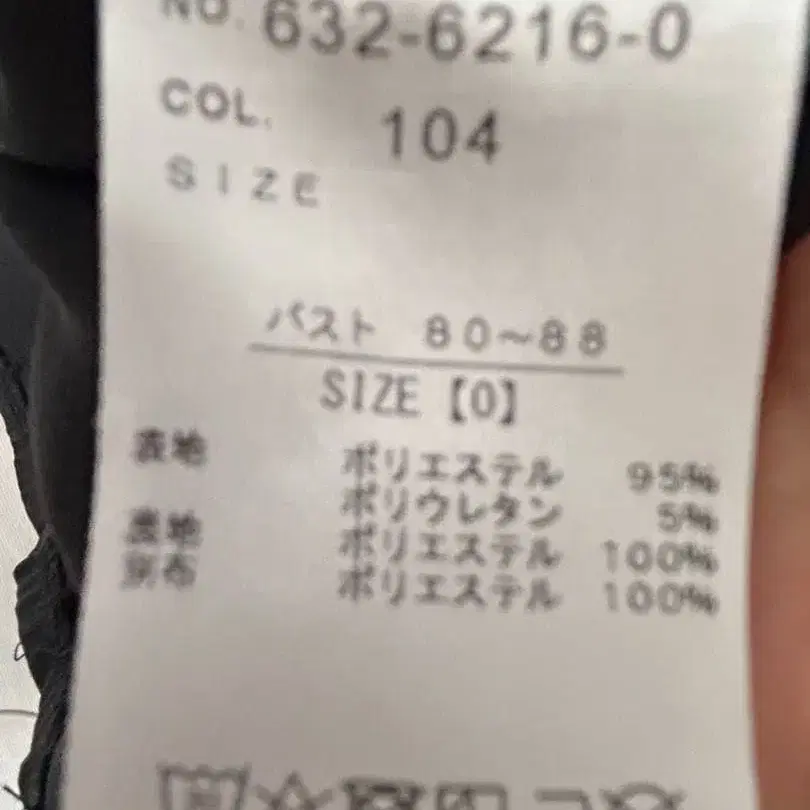 NO. 632-6216-0
COL. 104
SIZE
バスト 80~88
SIZE【0】
表地 ポリエステル 95%
ポリウレタン 5%
表地 ポリエステル 100%
別布 ポリエステル 100%